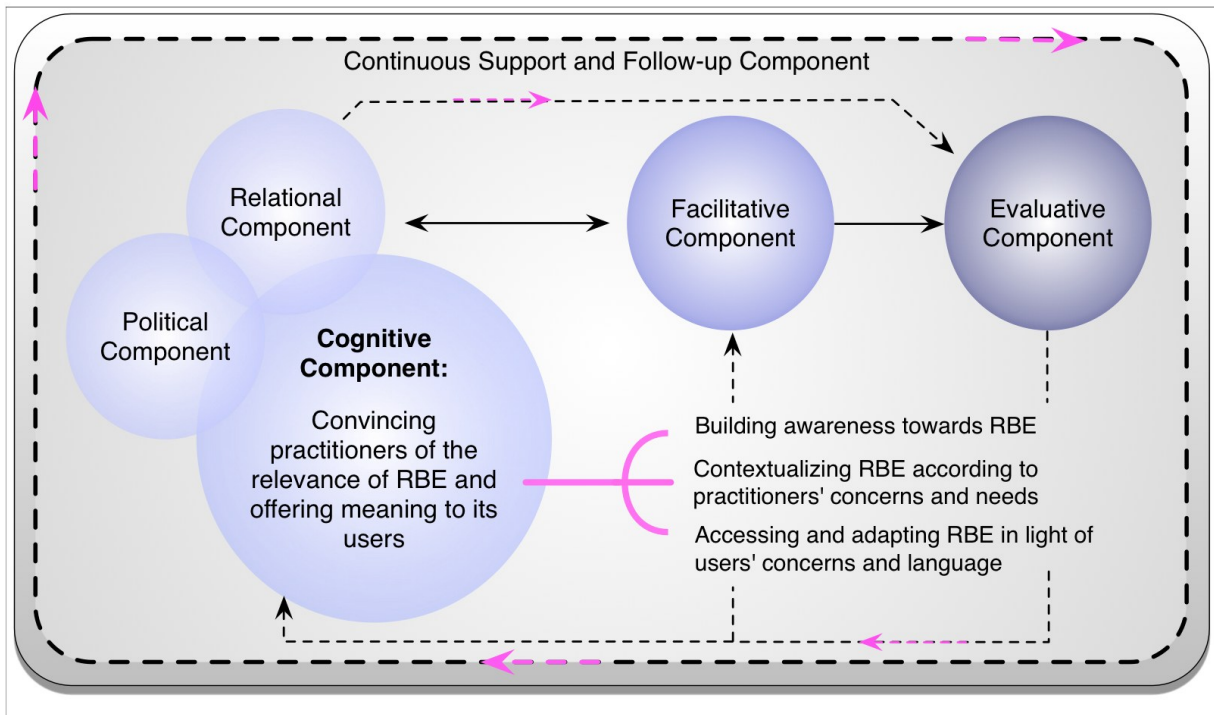 Continuous Support and Follow-up Component
Relational
Component
Facilitative
Component
Evaluative
Component
Political
Component
Cognitive
Component:
Convincing
practitioners of the
relevance of RBE and
offering meaning to its
users
Building awareness towards RBE
Contextualizing RBE according to
practitioners' concerns and needs
Accessing and adapting RBE in light of
users' concerns and language